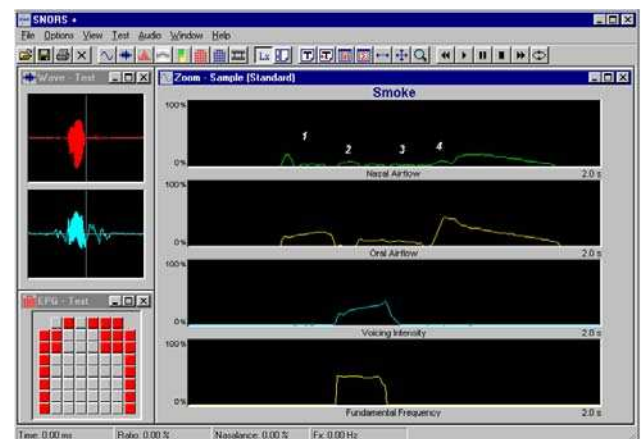 SNORS +
File Options View Test Audio Window Help
Wave - Test
Zoom - Sample (Standard)
Smoke
100%
1 2 3 4
0%
Nasal Airflow 2.0 s
100%
0%
Oral Airflow 2.0 s
100%
0%
Voicing Intensity 2.0 s
100%
0%
Fundamental Frequency 2.0 s
EPG - Test
Time: 0.00 ms Ratio: 0.00 % Nasalance: 0.00 % Fx: 0.00 Hz